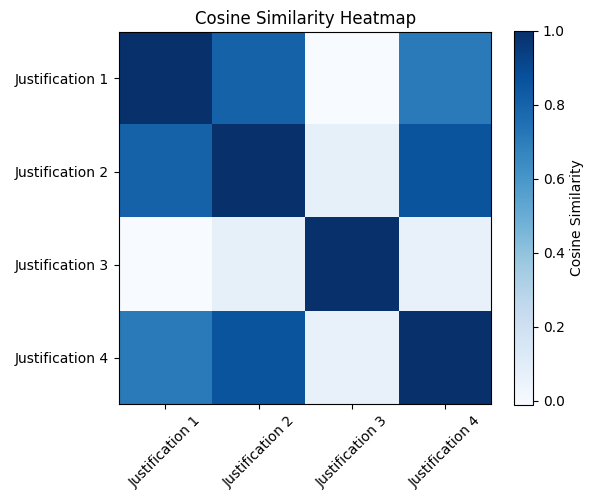 Cosine Similarity Heatmap
Justification 1
Justification 2
Justification 3
Justification 4
Justification 1
Justification 2
Justification 3
Justification 4
1.0
0.8
0.6
0.4
0.2
0.0
Cosine Similarity